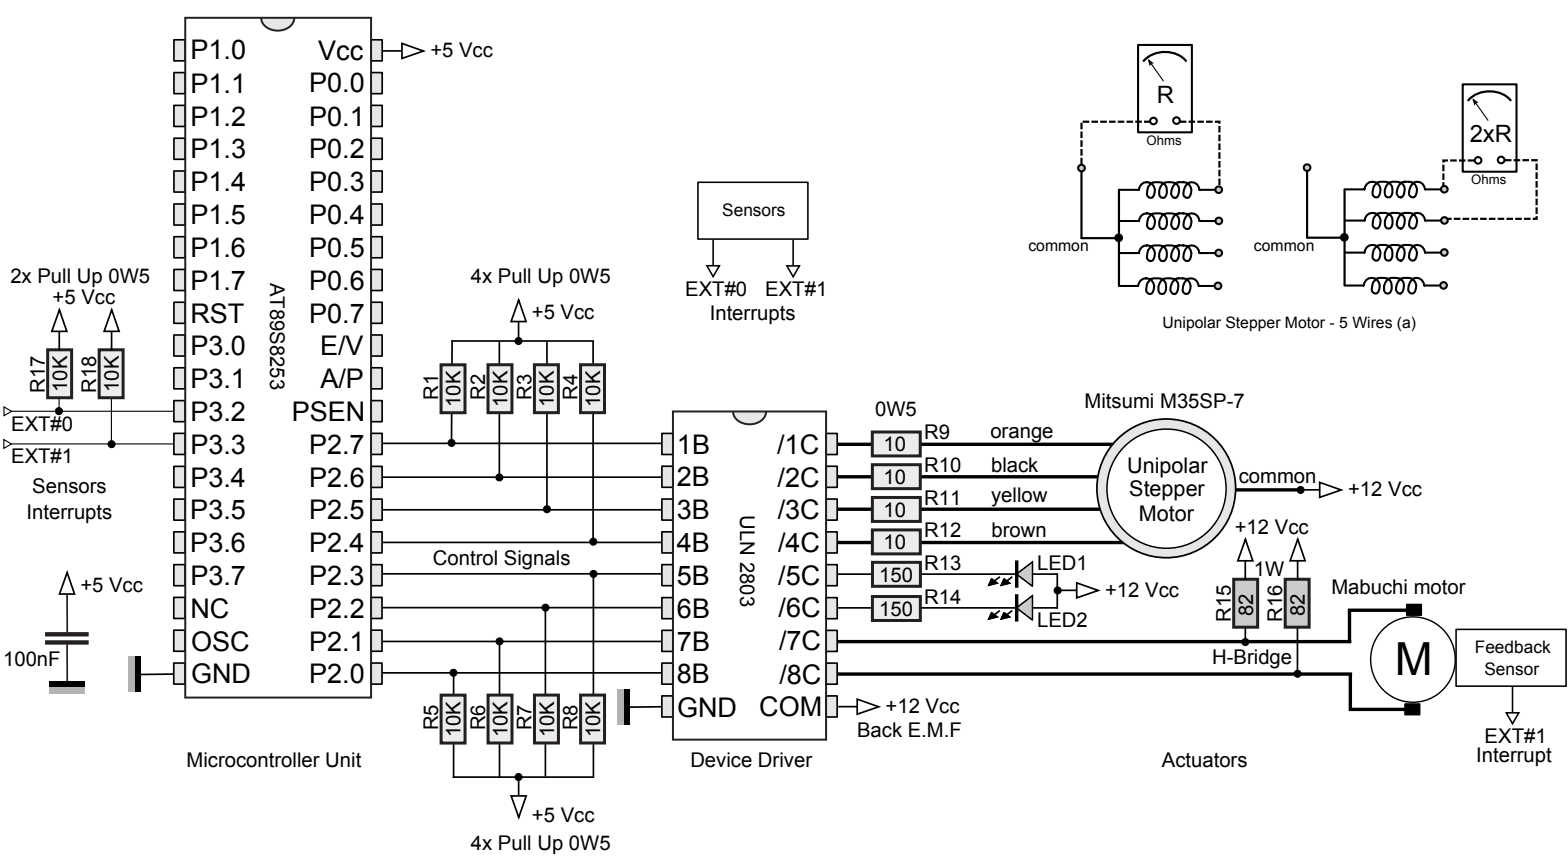 P1.0
P1.1
P1.2
P1.3
P1.4
P1.5
P1.6
P1.7
RST
P3.0
P3.1
P3.2
P3.3
P3.4
P3.5
P3.6
P3.7
NC
OSC
GND
Vcc
P0.0
P0.1
P0.2
P0.3
P0.4
P0.5
P0.6
P0.7
E/V
A/P
PSEN
P2.7
P2.6
P2.5
P2.4
P2.3
P2.2
P2.1
P2.0
AT89S8253
+5 Vcc
2x Pull Up 0W5
+5 Vcc
R17
10K
R18
10K
EXT#0
EXT#1
Sensors
Interrupts
+5 Vcc
100nF
Microcontroller Unit
4x Pull Up 0W5
+5 Vcc
R1
10K
R2
10K
R3
10K
R4
10K
Control Signals
R5
10K
R6
10K
R7
10K
R8
10K
+5 Vcc
4x Pull Up 0W5
Sensors
EXT#0
EXT#1
Interrupts
1B
2B
3B
4B
5B
6B
7B
8B
GND
/1C
/2C
/3C
/4C
/5C
/6C
/7C
/8C
COM
ULN 2803
Device Driver
+12 Vcc
Back E.M.F
0W5
10
R9
orange
10
R10
black
10
R11
yellow
10
R12
brown
150
R13
LED1
150
R14
LED2
+12 Vcc
Mitsumi M35SP-7
Unipolar
Stepper
Motor
common
+12 Vcc
+12 Vcc
1W
R15
82
R16
82
H-Bridge
Mabuchi motor
M
Feedback
Sensor
EXT#1
Interrupt
Actuators
R
Ohms
common
2xR
Ohms
common
Unipolar Stepper Motor - 5 Wires (a)